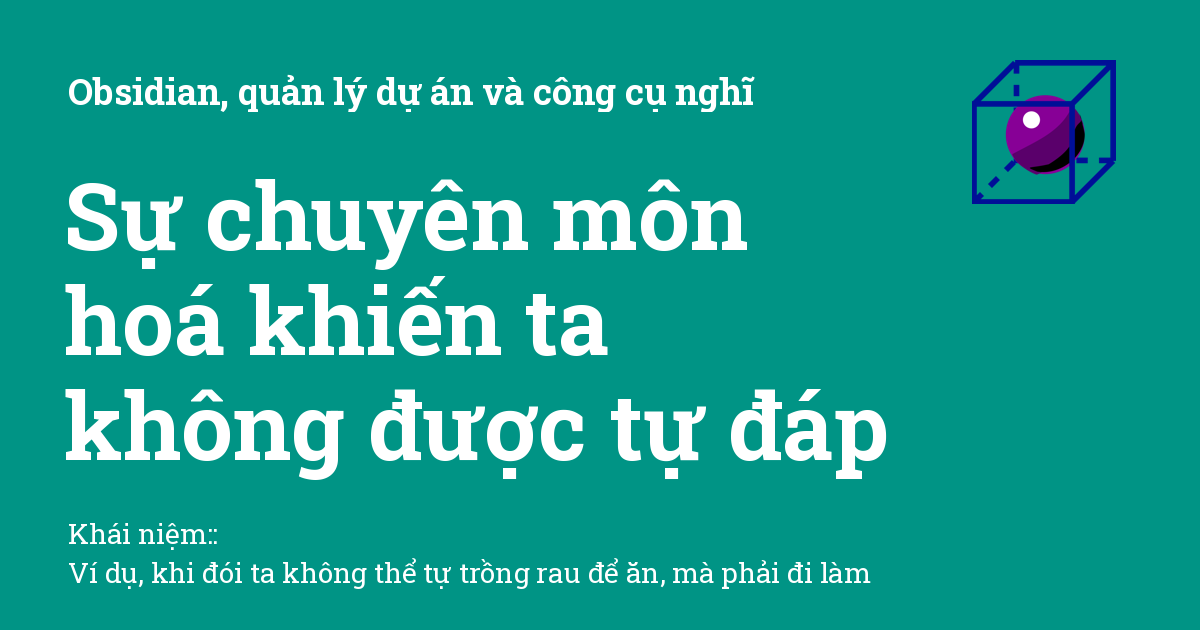 Obsidian, quản lý dự án và công cụ nghĩ
Sự chuyên môn
hoá khiến ta
không được tự đáp
Khái niệm::
Ví dụ, khi đói ta không thể tự trồng rau để ăn, mà phải đi làm